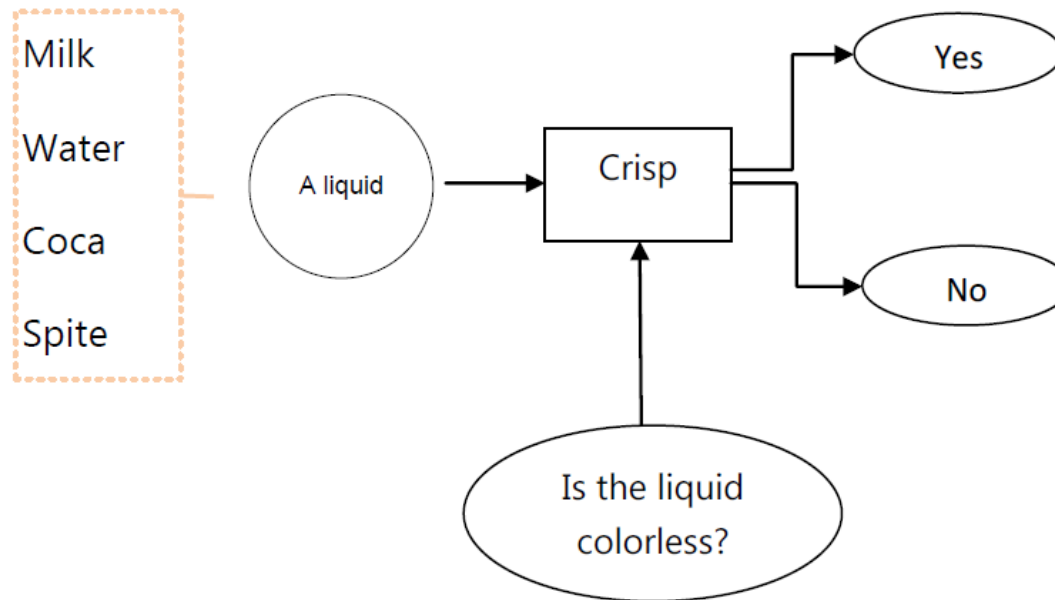 Milk
Water
Coca
Spite
A liquid
Crisp
Yes
No
Is the liquid
colorless?